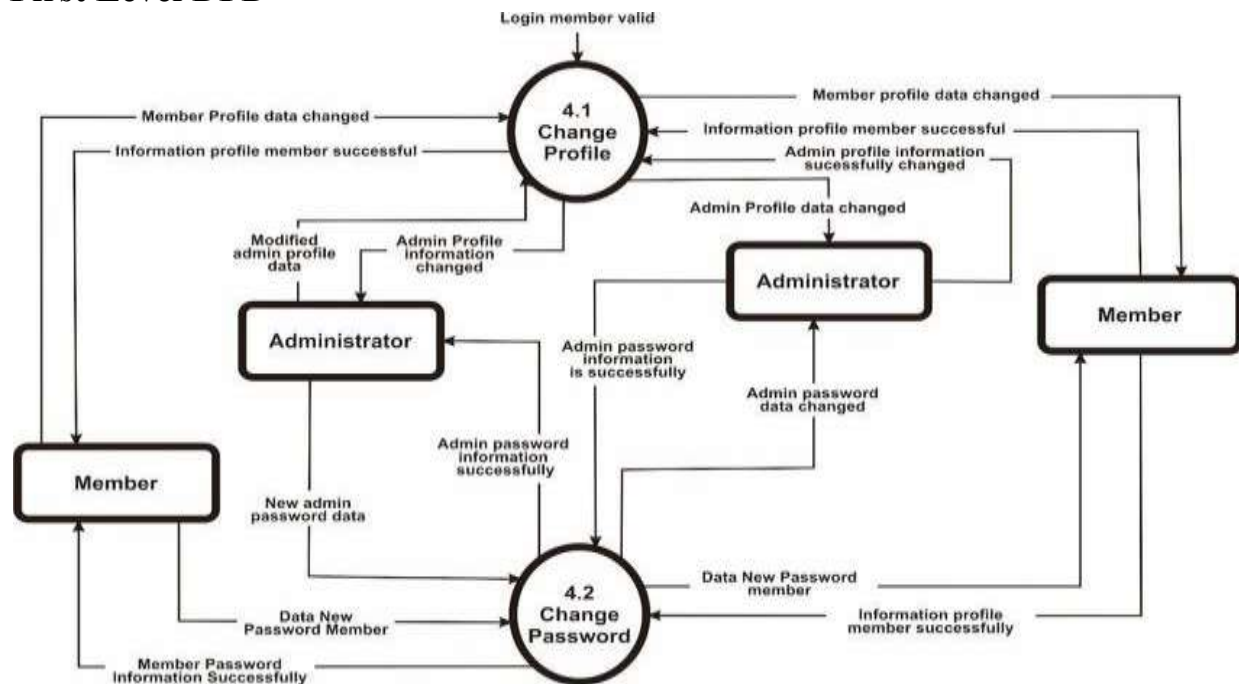 First Level DFD
Login member valid
4.1
Change
Profile
Member Profile data changed
Member profile data changed
Information profile member successful
Information profile member successful
Admin profile information
sucessfully changed
Admin Profile data changed
Modified
admin profile
data
Admin Profile
information
changed
Administrator
Administrator
Member
Admin password
information
is successfully
Admin password
data changed
Admin password
information
successfully
Member
New admin
password data
4.2
Change
Password
Data New Password
member
Data New
Password Member
Information profile
member successfully
Member Password
Information Successfully